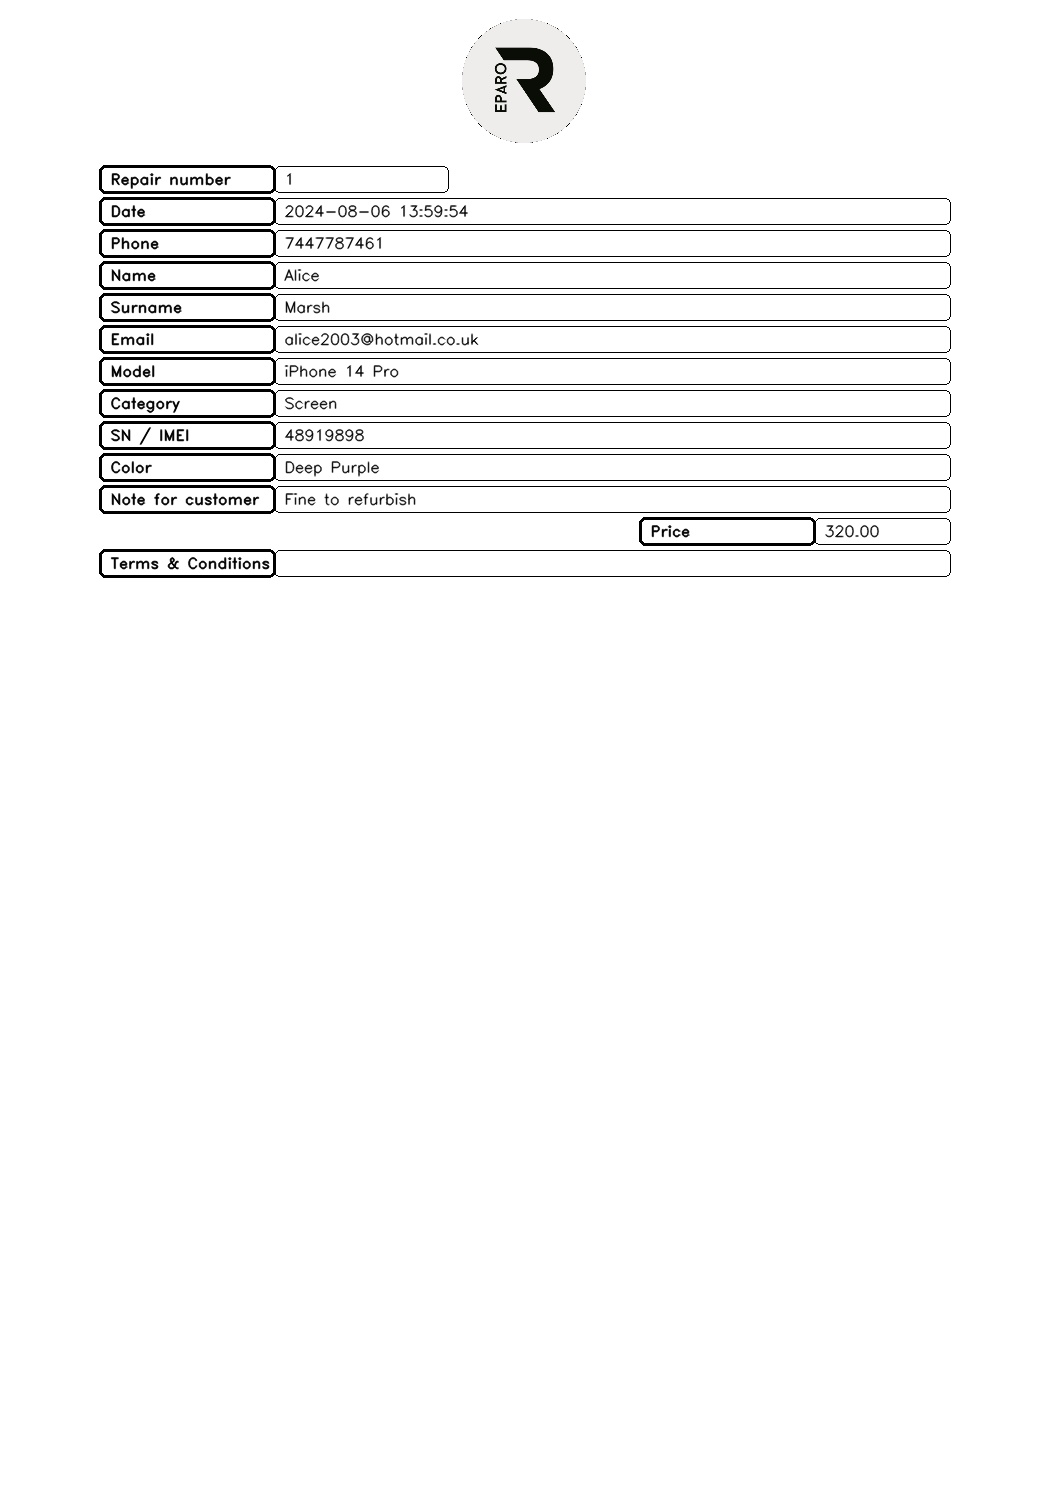 EPARO R
Repair number 1
Date 2024-08-06 13:59:54
Phone 7447787461
Name Alice
Surname Marsh
Email alice2003@hotmail.co.uk
Model iPhone 14 Pro
Category Screen
SN / IMEI 48919898
Color Deep Purple
Note for customer Fine to refurbish
Price 320.00
Terms & Conditions